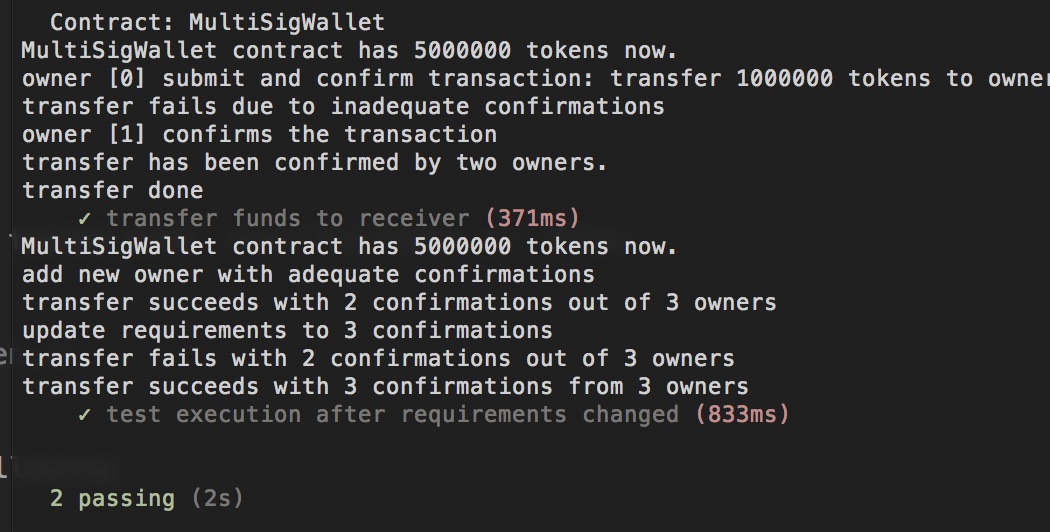 Contract: MultiSigWallet
MultiSigWallet contract has 5000000 tokens now.
owner [0] submit and confirm transaction: transfer 1000000 tokens to
transfer fails due to inadequate confirmations
owner [1] confirms the transaction
transfer has been confirmed by two owners.
transfer done
✓ transfer funds to receiver (371ms)
MultiSigWallet contract has 5000000 tokens now.
add new owner with adequate confirmations
transfer succeeds with 2 confirmations out of 3 owners
update requirements to 3 confirmations
transfer fails with 2 confirmations out of 3 owners
transfer succeeds with 3 confirmations from 3 owners
✓ test execution after requirements changed (833ms)
2 passing (2s)